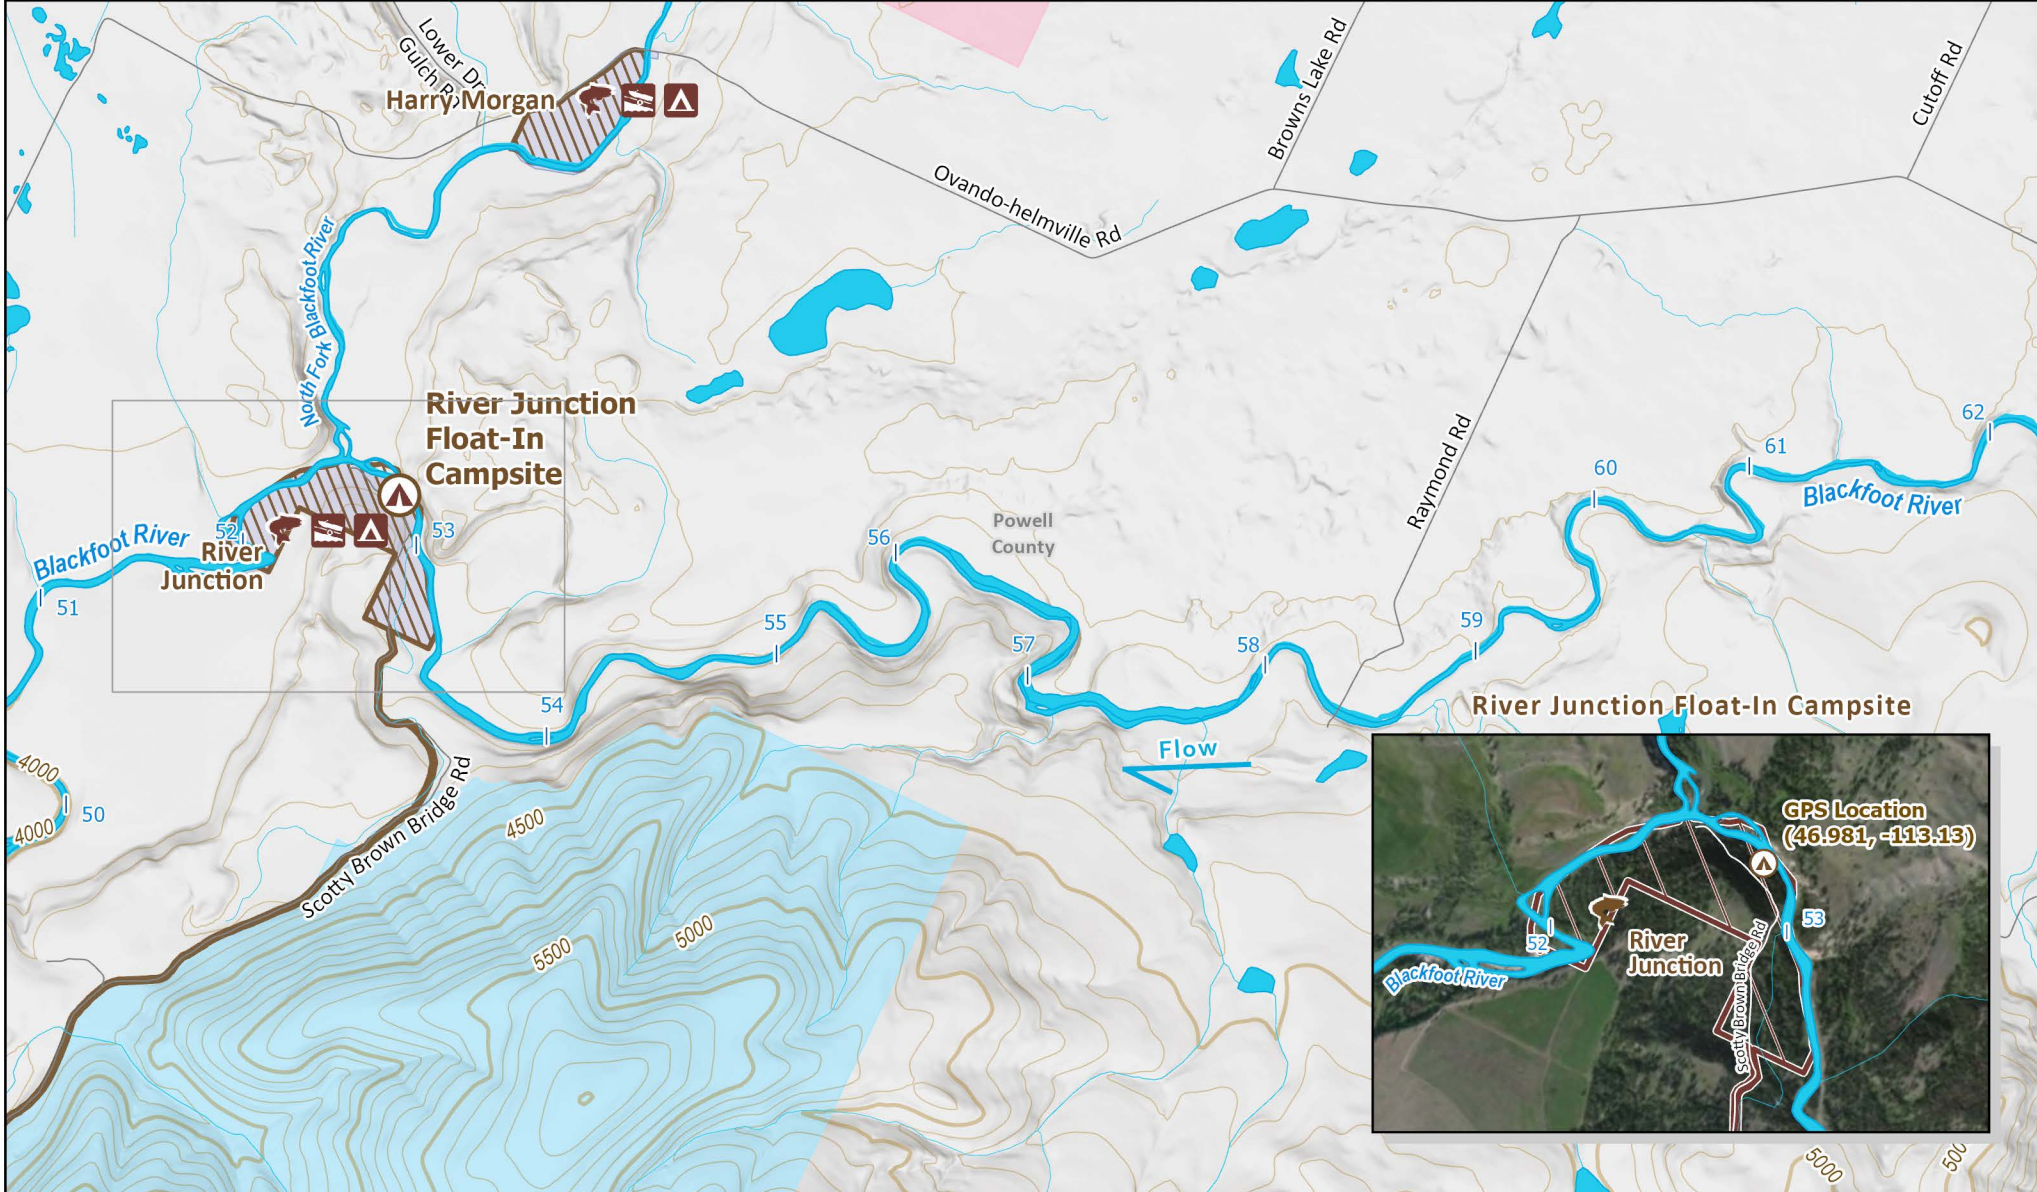 Lower Dr
Gulch Rd
Harry Morgan
Browns Lake Rd
Cutoff Rd
Ovando-helmville Rd
North Fork Blackfoot River
River Junction
Float-In
Campsite
Raymond Rd
62
61
60
Blackfoot River
Powell
County
56
53
52
Blackfoot River
River
Junction
51
59
58
57
55
54
River Junction Float-In Campsite
Flow
4000
50
4000
Scotty Brown Bridge Rd
4500
5000
5500
GPS Location
(46.981, -113.13)
53
52
River
Junction
Blackfoot River
Scotty Brown Bridge Rd
5000
500